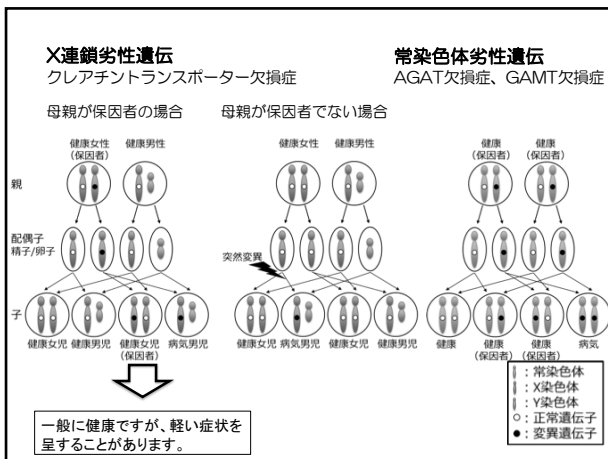 X連鎖劣性遺伝
クレアチントランスポーター欠損症
常染色体劣性遺伝
AGAT欠損症、GAMT欠損症
母親が保因者の場合
母親が保因者でない場合
健康女性
(保因者)
健康男性
健康女性
健康男性
健康
(保因者)
健康
(保因者)
親
配偶子
精子/卵子
突然変異
子
健康女児
健康男児
健康女児
(保因者)
病気男児
健康女児
病気男児
健康女児
健康男児
健康
健康
(保因者)
健康
(保因者)
病気
一般に健康ですが、軽い症状を
呈することがあります。
：常染色体
：X染色体
：Y染色体
○：正常遺伝子
●：変異遺伝子